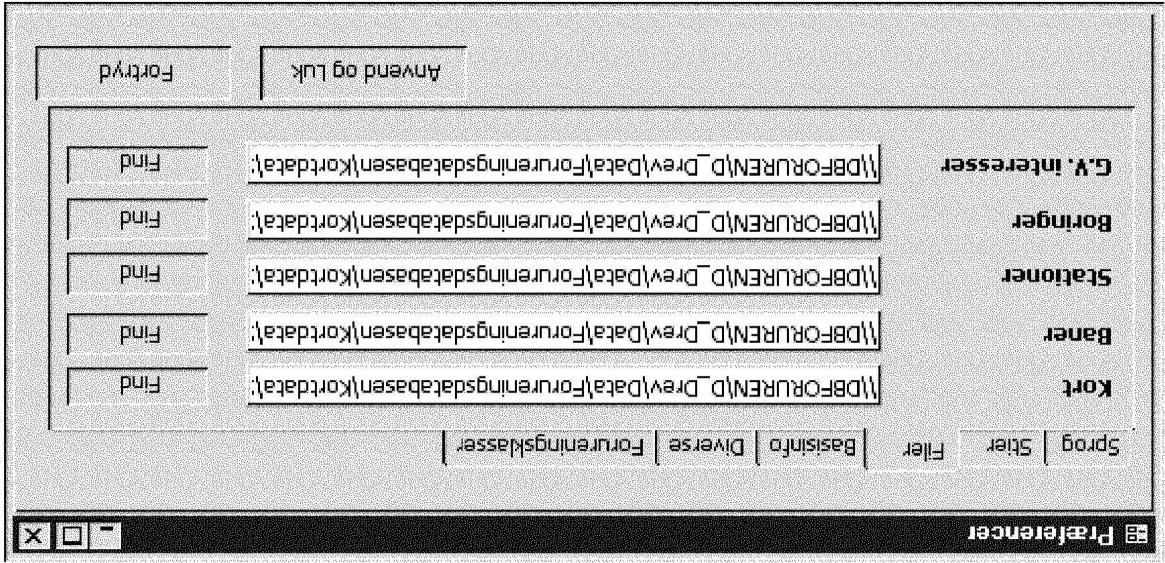 Præferencer
Sprog Stier Filer Basisinfo Diverse Forureningsklasser
Kort \\DBFORUREN\D_Drev\Data\Forureningsdatabasen\Kortdata\: Find
Baner \\DBFORUREN\D_Drev\Data\Forureningsdatabasen\Kortdata\: Find
Stationer \\DBFORUREN\D_Drev\Data\Forureningsdatabasen\Kortdata\: Find
Boringer \\DBFORUREN\D_Drev\Data\Forureningsdatabasen\Kortdata\: Find
G.V. interesser \\DBFORUREN\D_Drev\Data\Forureningsdatabasen\Kortdata\: Find
Anvend og Luk Fortryd